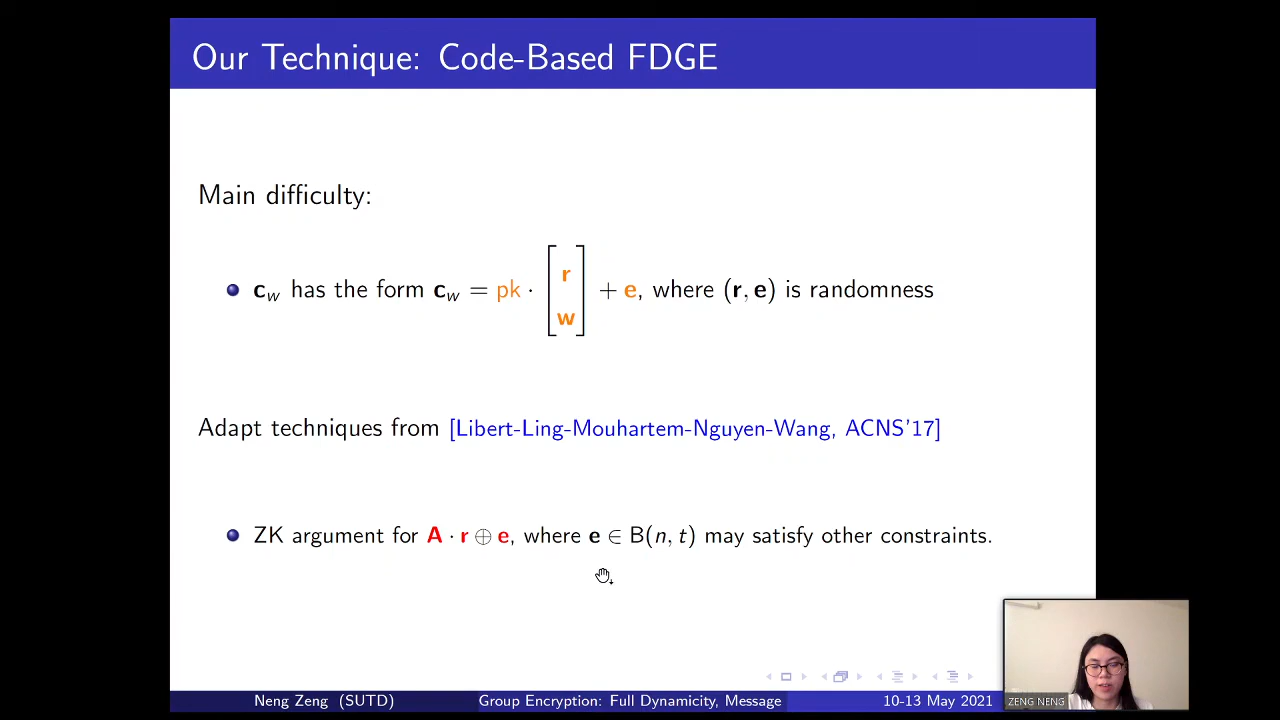 Our Technique: Code-Based FDGE
Main difficulty:
c_w has the form c_w = pk · [r w] + e, where (r, e) is randomness
Adapt techniques from [Libert-Ling-Mouhartem-Nguyen-Wang, ACNS'17]
ZK argument for A · r ⊕ e, where e ∈ B(n, t) may satisfy other constraints.
Neng Zeng (SUTD) Group Encryption: Full Dynamicity, Message 10-13 May 2021
ZENG NENG